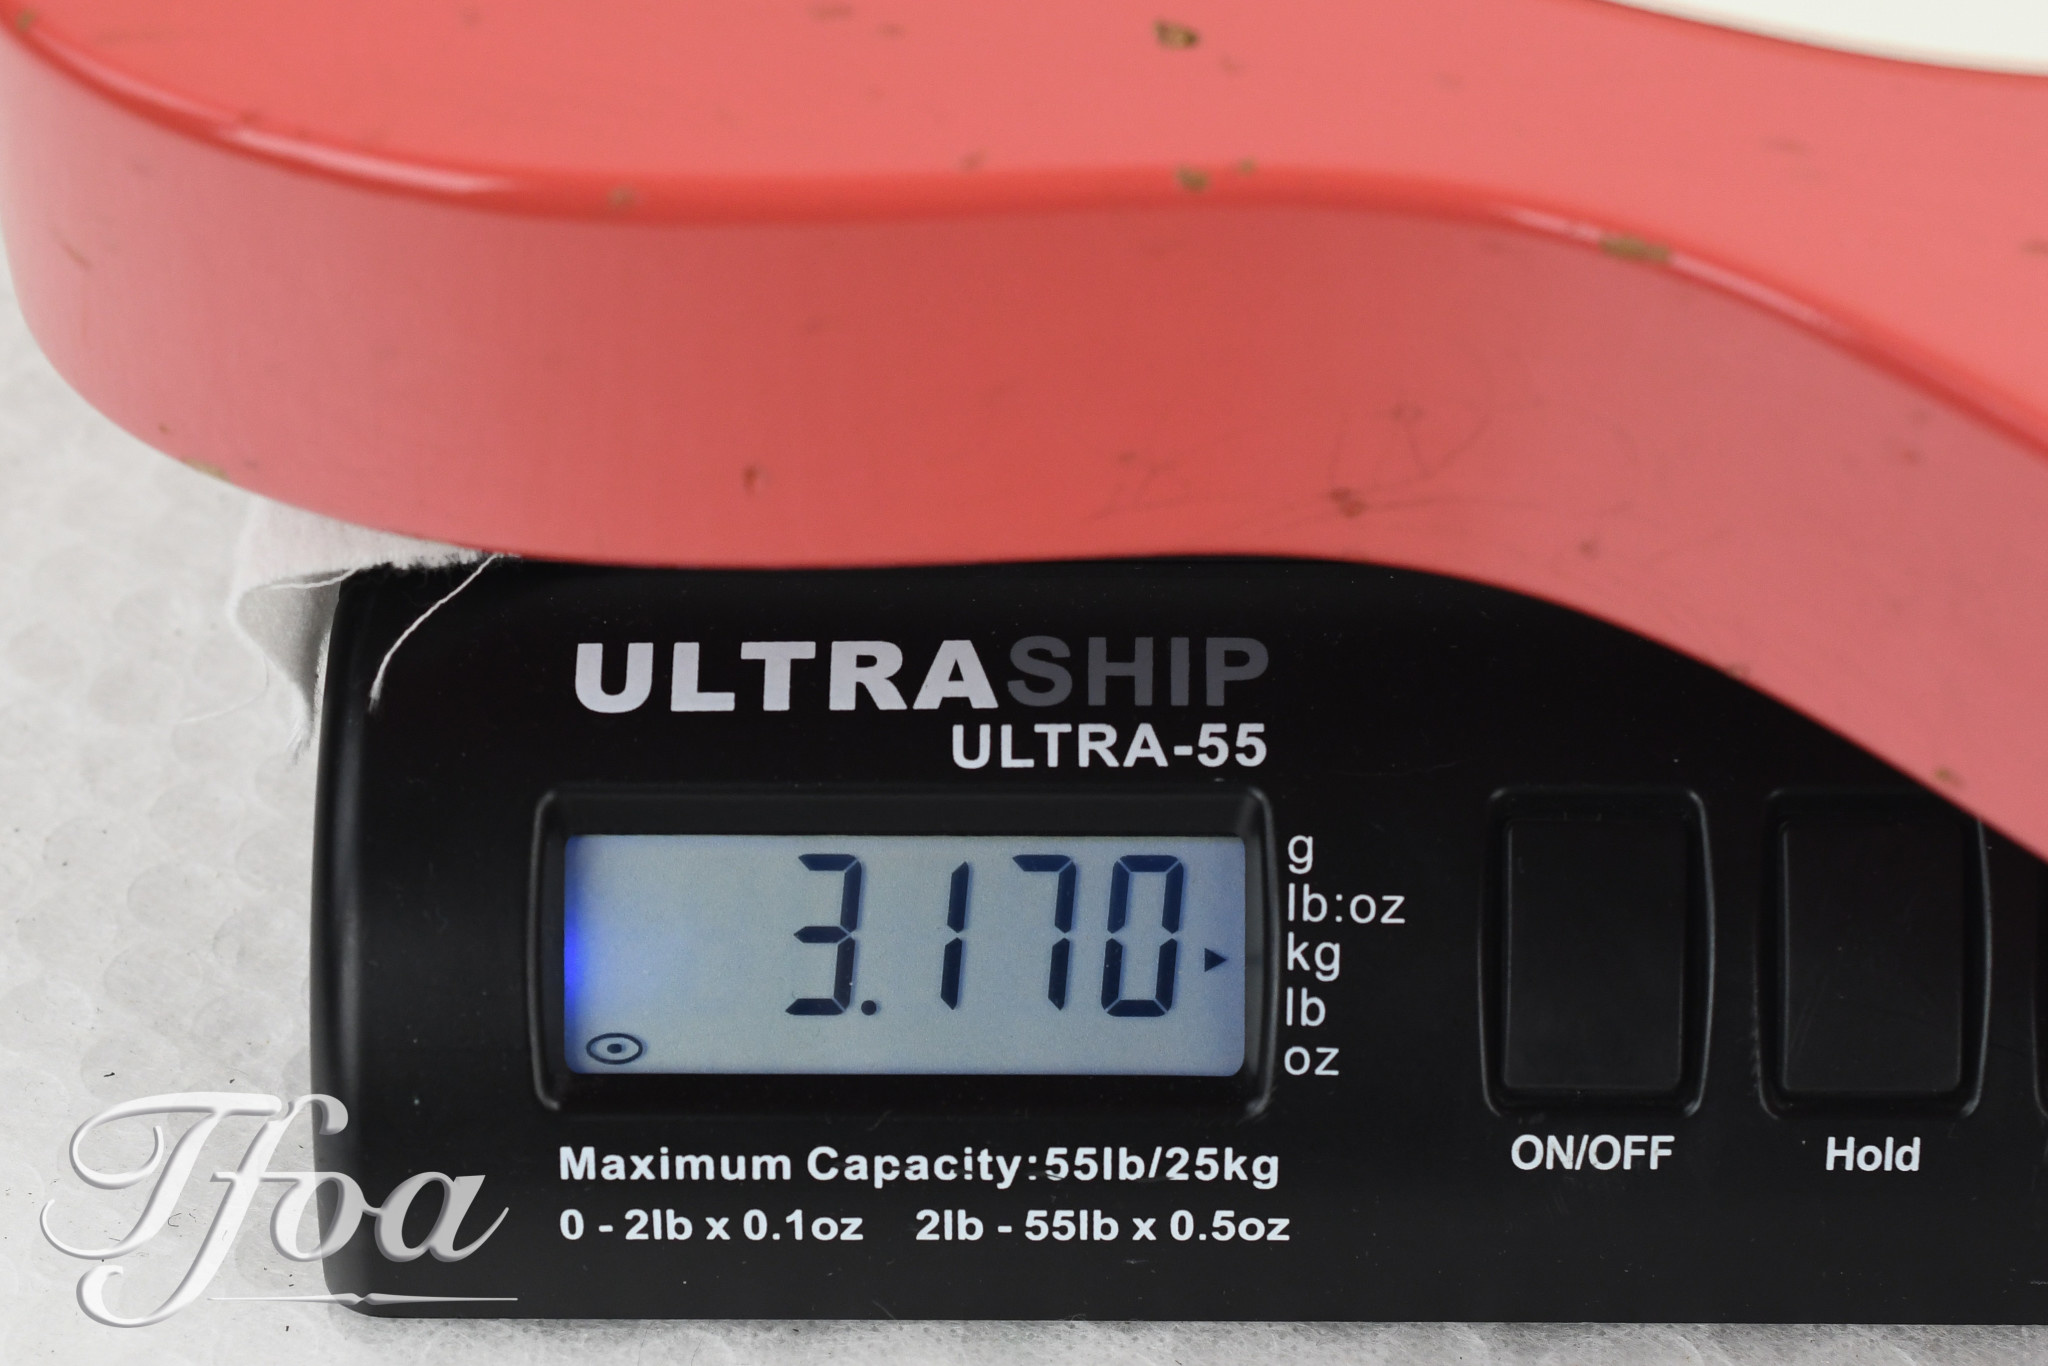 ULTRASHIP
ULTRA-55
3.170
g
lb:oz
kg
lb
oz
ON/OFF
Hold
Maximum Capacity:55lb/25kg
0 - 2lb x 0.1oz 2lb - 55lb x 0.5oz
Tfoa